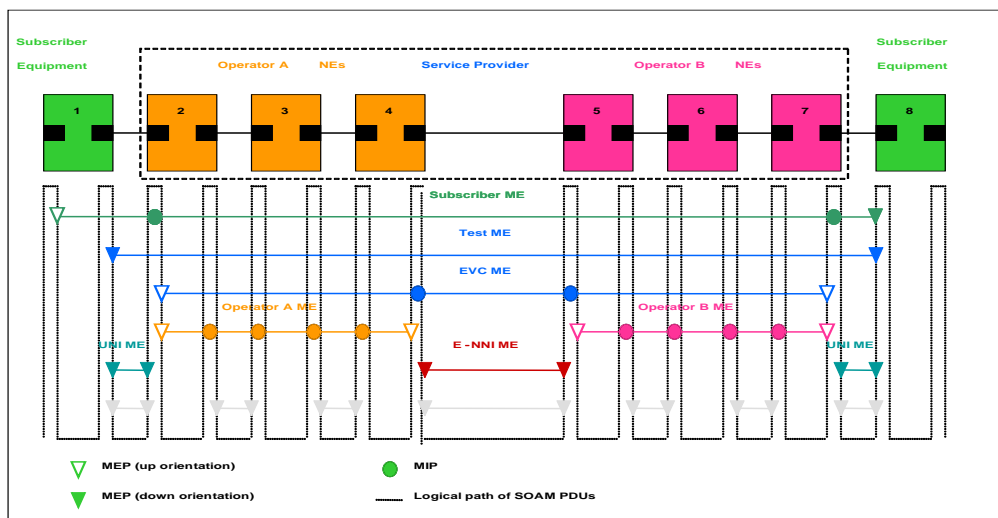 Subscriber
Equipment
Operator A NEs
Service Provider
Operator B NEs
Subscriber
Equipment
1
2
3
4
5
6
7
8
Subscriber ME
Test ME
EVC ME
Operator A ME
Operator B ME
UNI ME
E -NNI ME
UNI ME
MEP (up orientation)
MIP
MEP (down orientation)
Logical path of SOAM PDUs